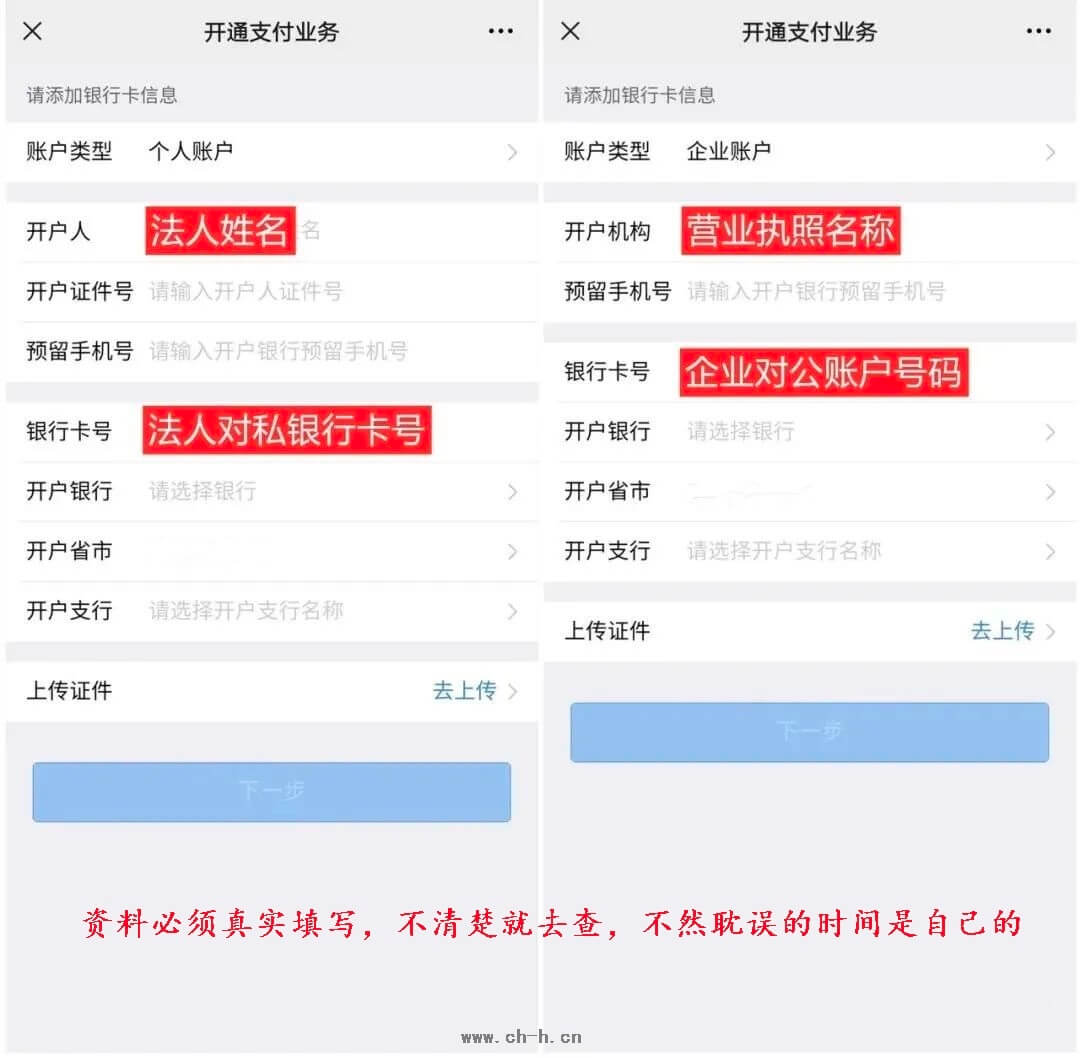 开通支付业务
请添加银行卡信息
账户类型 个人账户
开户人 法人姓名 名
开户证件号 请输入开户人证件号
预留手机号 请输入开户银行预留手机号
银行卡号 法人对私银行卡号
开户银行 请选择银行
开户省市
开户支行 请选择开户支行名称
上传证件 去上传
下一步
开通支付业务
请添加银行卡信息
账户类型 企业账户
开户机构 营业执照名称
预留手机号 请输入开户银行预留手机号
银行卡号 企业对公账户号码
开户银行 请选择银行
开户省市
开户支行 请选择开户支行名称
上传证件 去上传
下一步
资料必须真实填写，不清楚就去查，不然耽误的时间是自己的
www.ch-h.cn